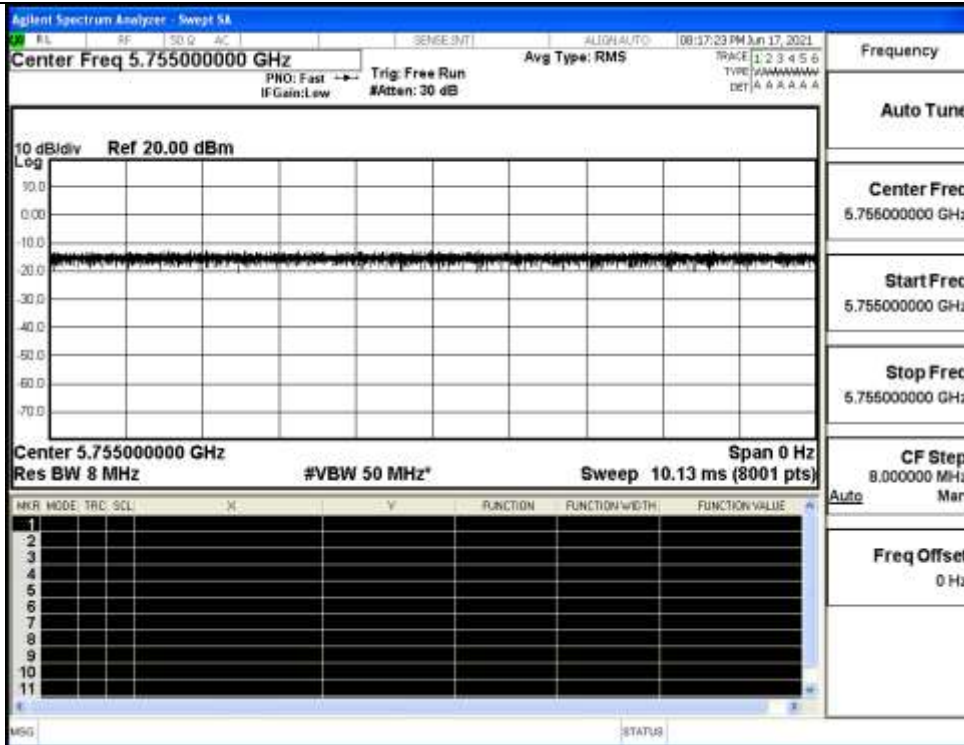 Agilent Spectrum Analyzer - Swept SA
RL RF 50 Ω AC SENSE:INT ALIGNAUTO 08:17:23 PM Jun 17, 2021
Center Freq 5.755000000 GHz Avg Type: RMS TRACE 1 2 3 4 5 6
PNO: Fast Trig: Free Run TYPE
IFGain:Low #Atten: 30 dB DET A A A A A A
10 dB/div Ref 20.00 dBm
Log
10.0
0.00
-10.0
-20.0
-30.0
-40.0
-50.0
-60.0
-70.0
Center 5.755000000 GHz Span 0 Hz
Res BW 8 MHz #VBW 50 MHz* Sweep 10.13 ms (8001 pts)
MKR MODE TRC SCL X Y FUNCTION FUNCTION WIDTH FUNCTION VALUE
1
2
3
4
5
6
7
8
9
10
11
MSG STATUS
Frequency
Auto Tune
Center Freq
5.755000000 GHz
Start Freq
5.755000000 GHz
Stop Freq
5.755000000 GHz
CF Step
8.000000 MHz
Auto Man
Freq Offset
0 Hz